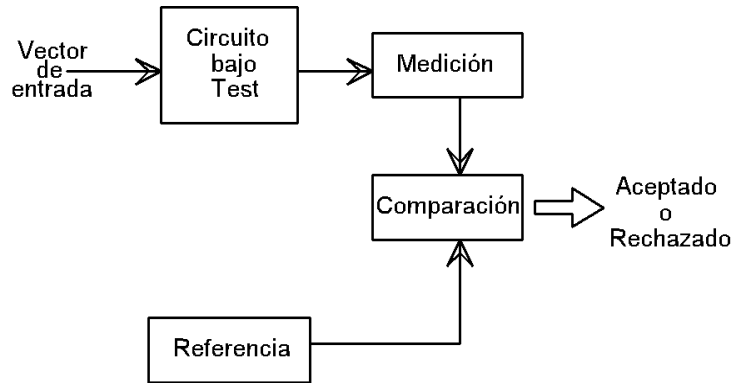 Vector
de
entrada
Circuito
bajo
Test
Medición
Comparación
Aceptado
o
Rechazado
Referencia